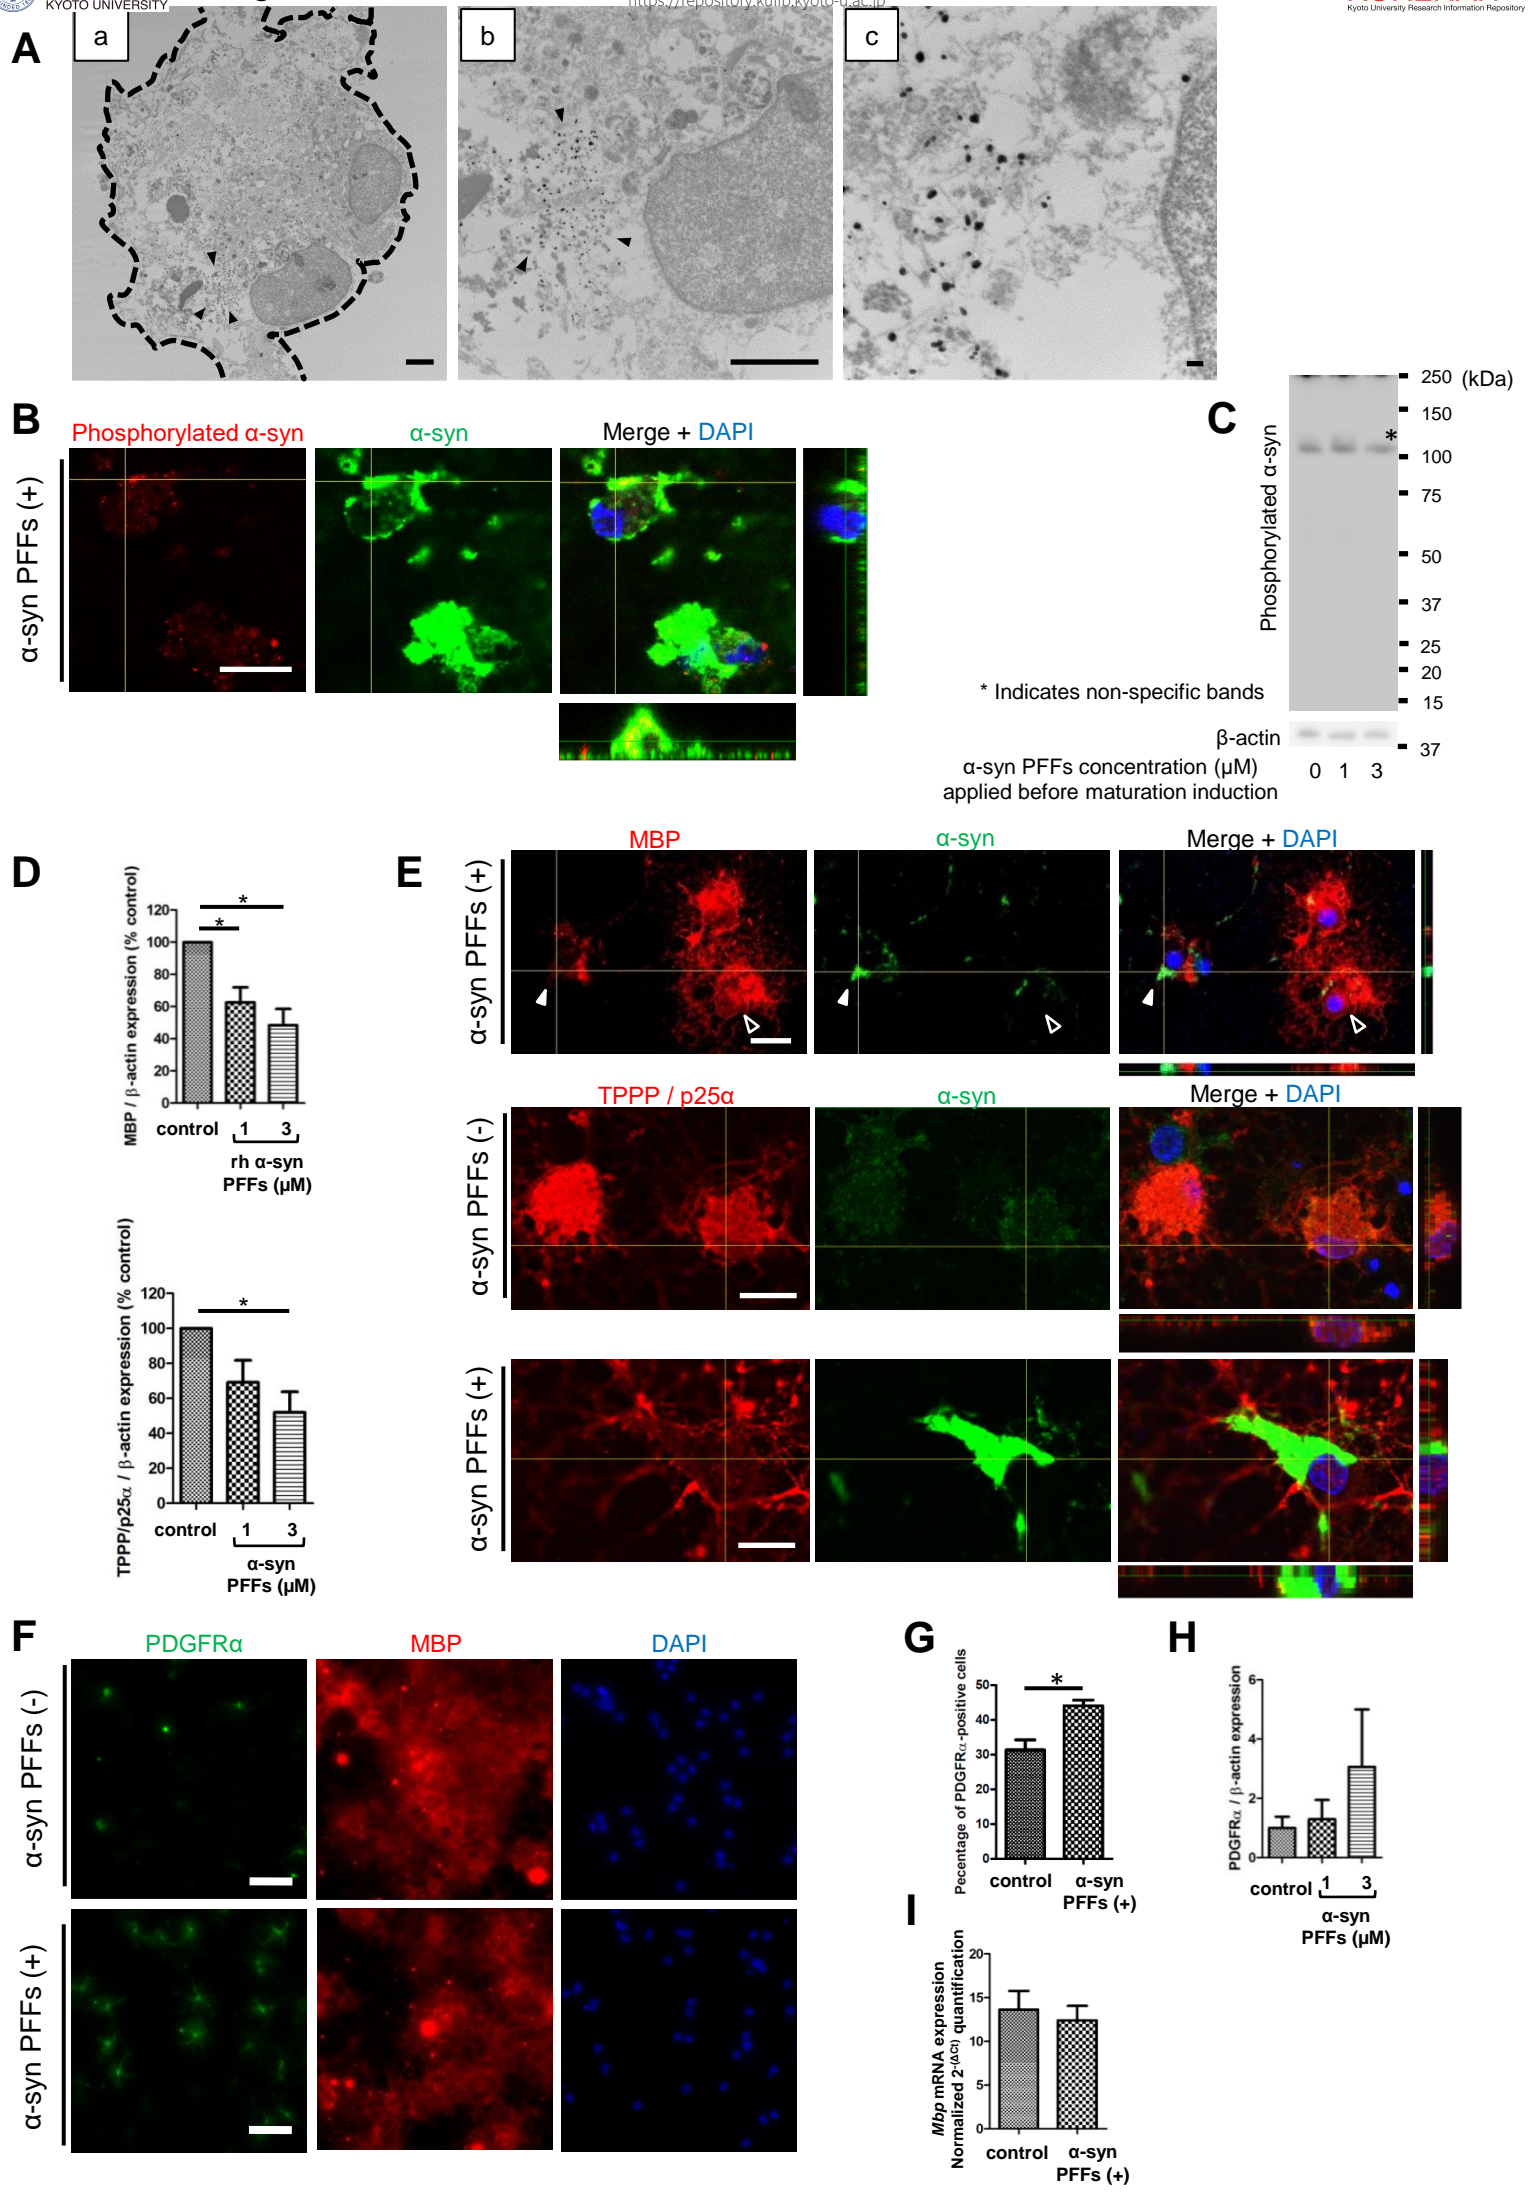 KYOTO UNIVERSITY
https://repository.kulib.kyoto-u.ac.jp
Kyoto University Research Information Repository
A
a
b
c
B
Phosphorylated α-syn
α-syn
Merge + DAPI
α-syn PFFs (+)
C
Phosphorylated α-syn
250 (kDa)
150
*
100
75
50
37
25
20
15
* Indicates non-specific bands
β-actin
37
α-syn PFFs concentration (μM)
applied before maturation induction
0 1 3
D
MBP / β-actin expression (% control)
120
100
80
60
40
20
0
*
*
control
1 3
rh α-syn
PFFs (μM)
TPPP/p25α / β-actin expression (% control)
120
100
80
60
40
20
0
*
control
1 3
α-syn
PFFs (μM)
E
MBP
α-syn
Merge + DAPI
α-syn PFFs (+)
TPPP / p25α
α-syn
Merge + DAPI
α-syn PFFs (-)
α-syn PFFs (+)
F
PDGFRα
MBP
DAPI
α-syn PFFs (-)
α-syn PFFs (+)
G
Pecentage of PDGFRα-positive cells
50
40
30
20
10
0
*
control
α-syn
PFFs (+)
H
PDGFRα / β-actin expression
6
4
2
0
control
1 3
α-syn
PFFs (μM)
I
Mbp mRNA expression
Normalized 2-(ΔCt) quantification
20
15
10
5
0
control
α-syn
PFFs (+)